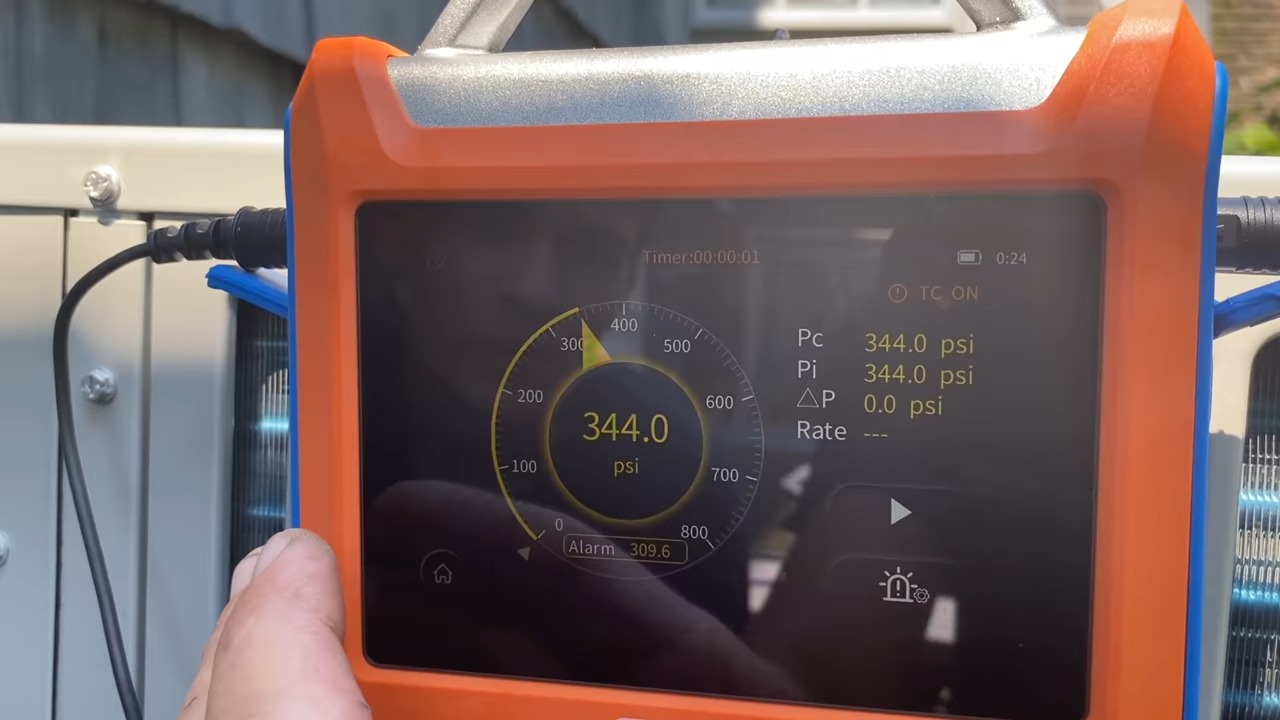 Timer:00:00:01
0:24
TC ON
Pc 344.0 psi
Pi 344.0 psi
△P 0.0 psi
Rate ---
0
100
200
300
400
500
600
700
800
344.0
psi
Alarm 309.6